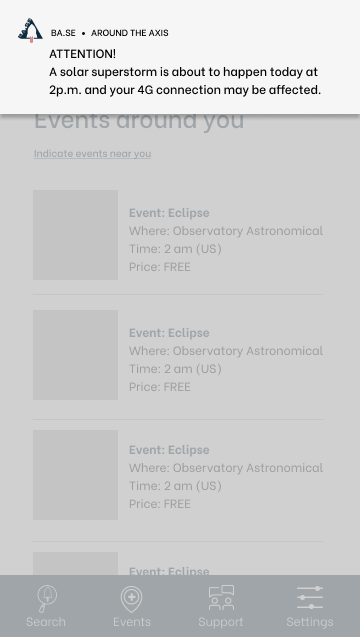 BA.SE • AROUND THE AXIS
ATTENTION!
A solar superstorm is about to happen today at
2p.m. and your 4G connection may be affected.
Events around you
Indicate events near you
Event: Eclipse
Where: Observatory Astronomical
Time: 2 am (US)
Price: FREE
Event: Eclipse
Where: Observatory Astronomical
Time: 2 am (US)
Price: FREE
Event: Eclipse
Where: Observatory Astronomical
Time: 2 am (US)
Price: FREE
Event: Eclipse
Search
Events
Support
Settings